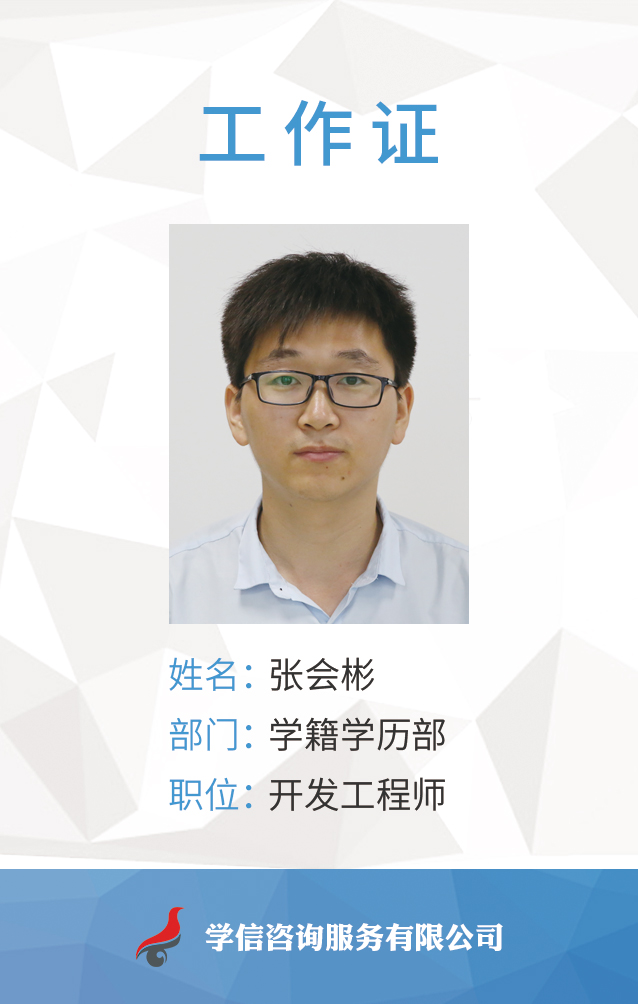 工作证
姓名：张会彬
部门：学籍学历部
职位：开发工程师
学信咨询服务有限公司